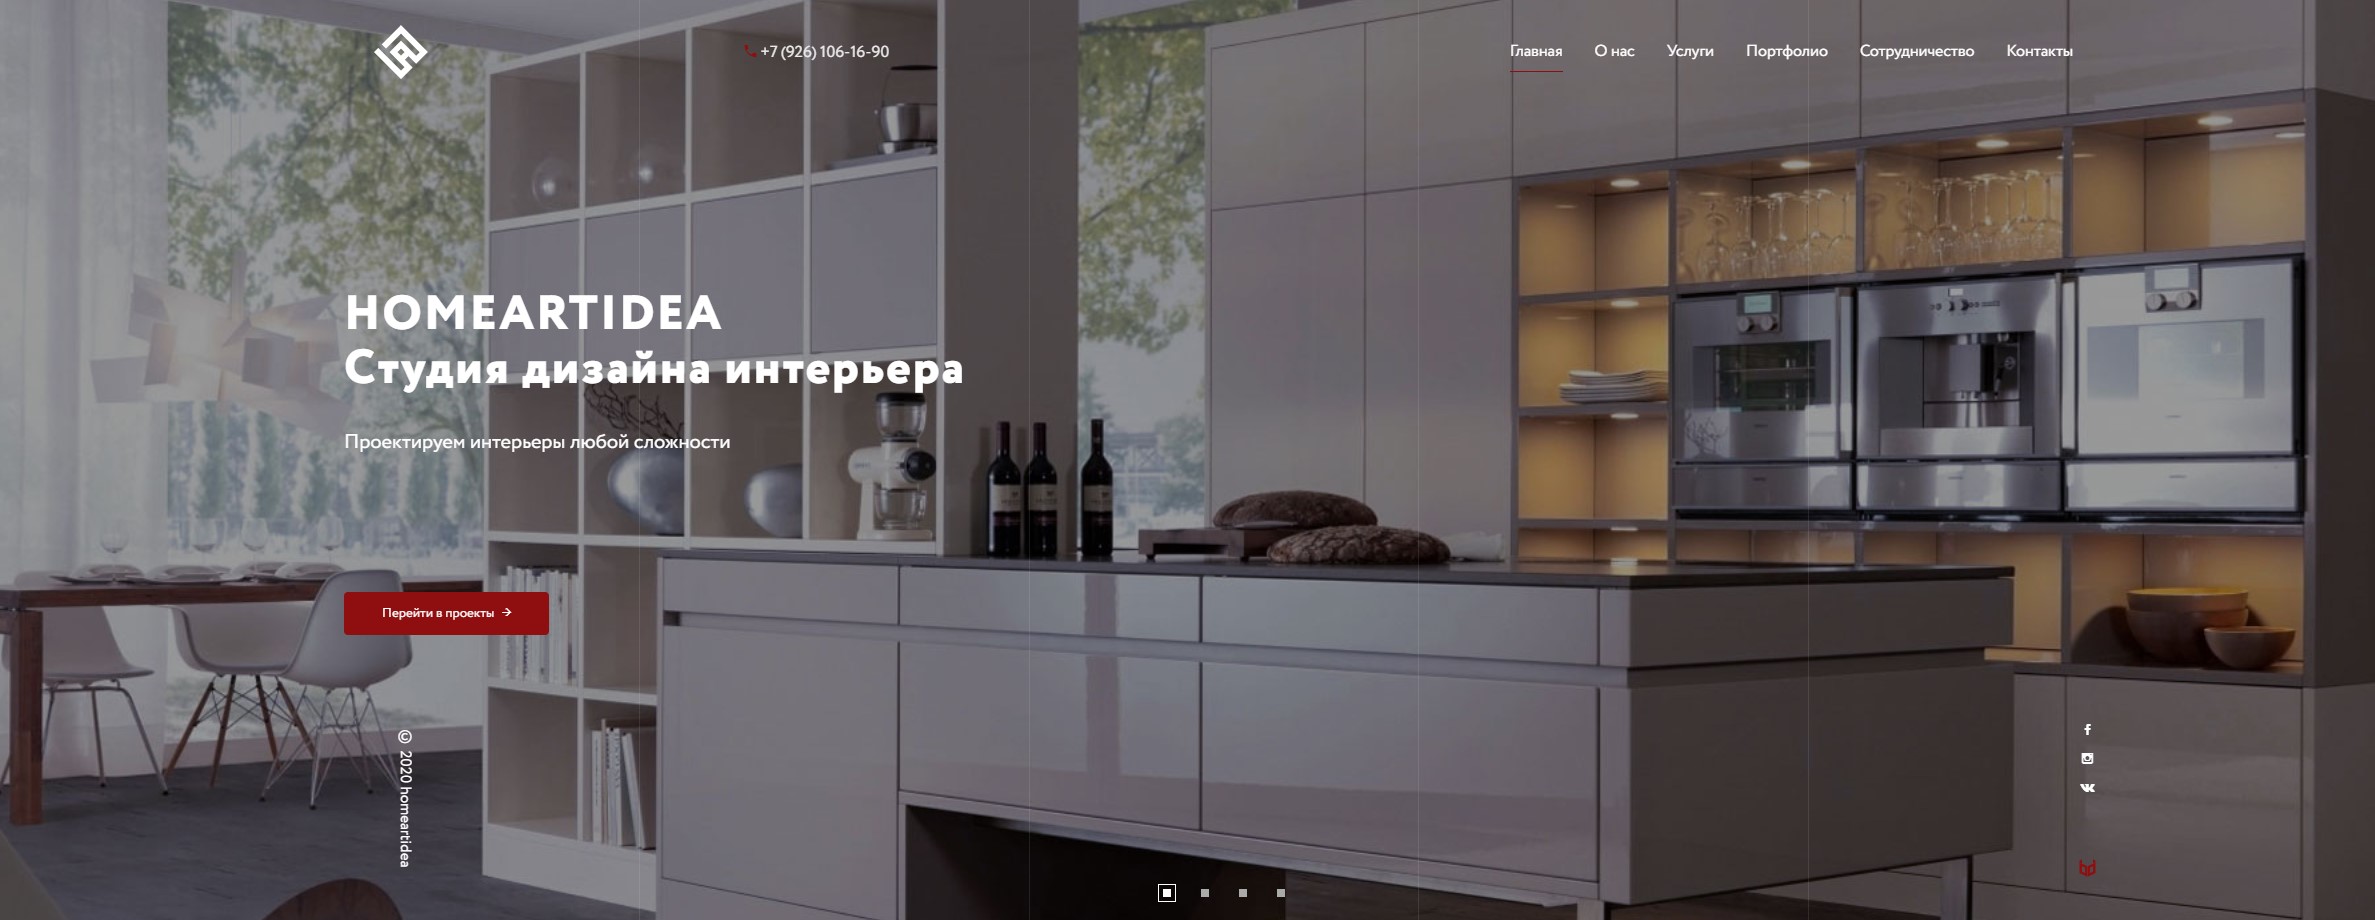 +7 (926) 106-16-90
Главная О нас Услуги Портфолио Сотрудничество Контакты
HOMEARTIDEA
Студия дизайна интерьера
Проектируем интерьеры любой сложности
Перейти в проекты →
© 2020 homeartidea